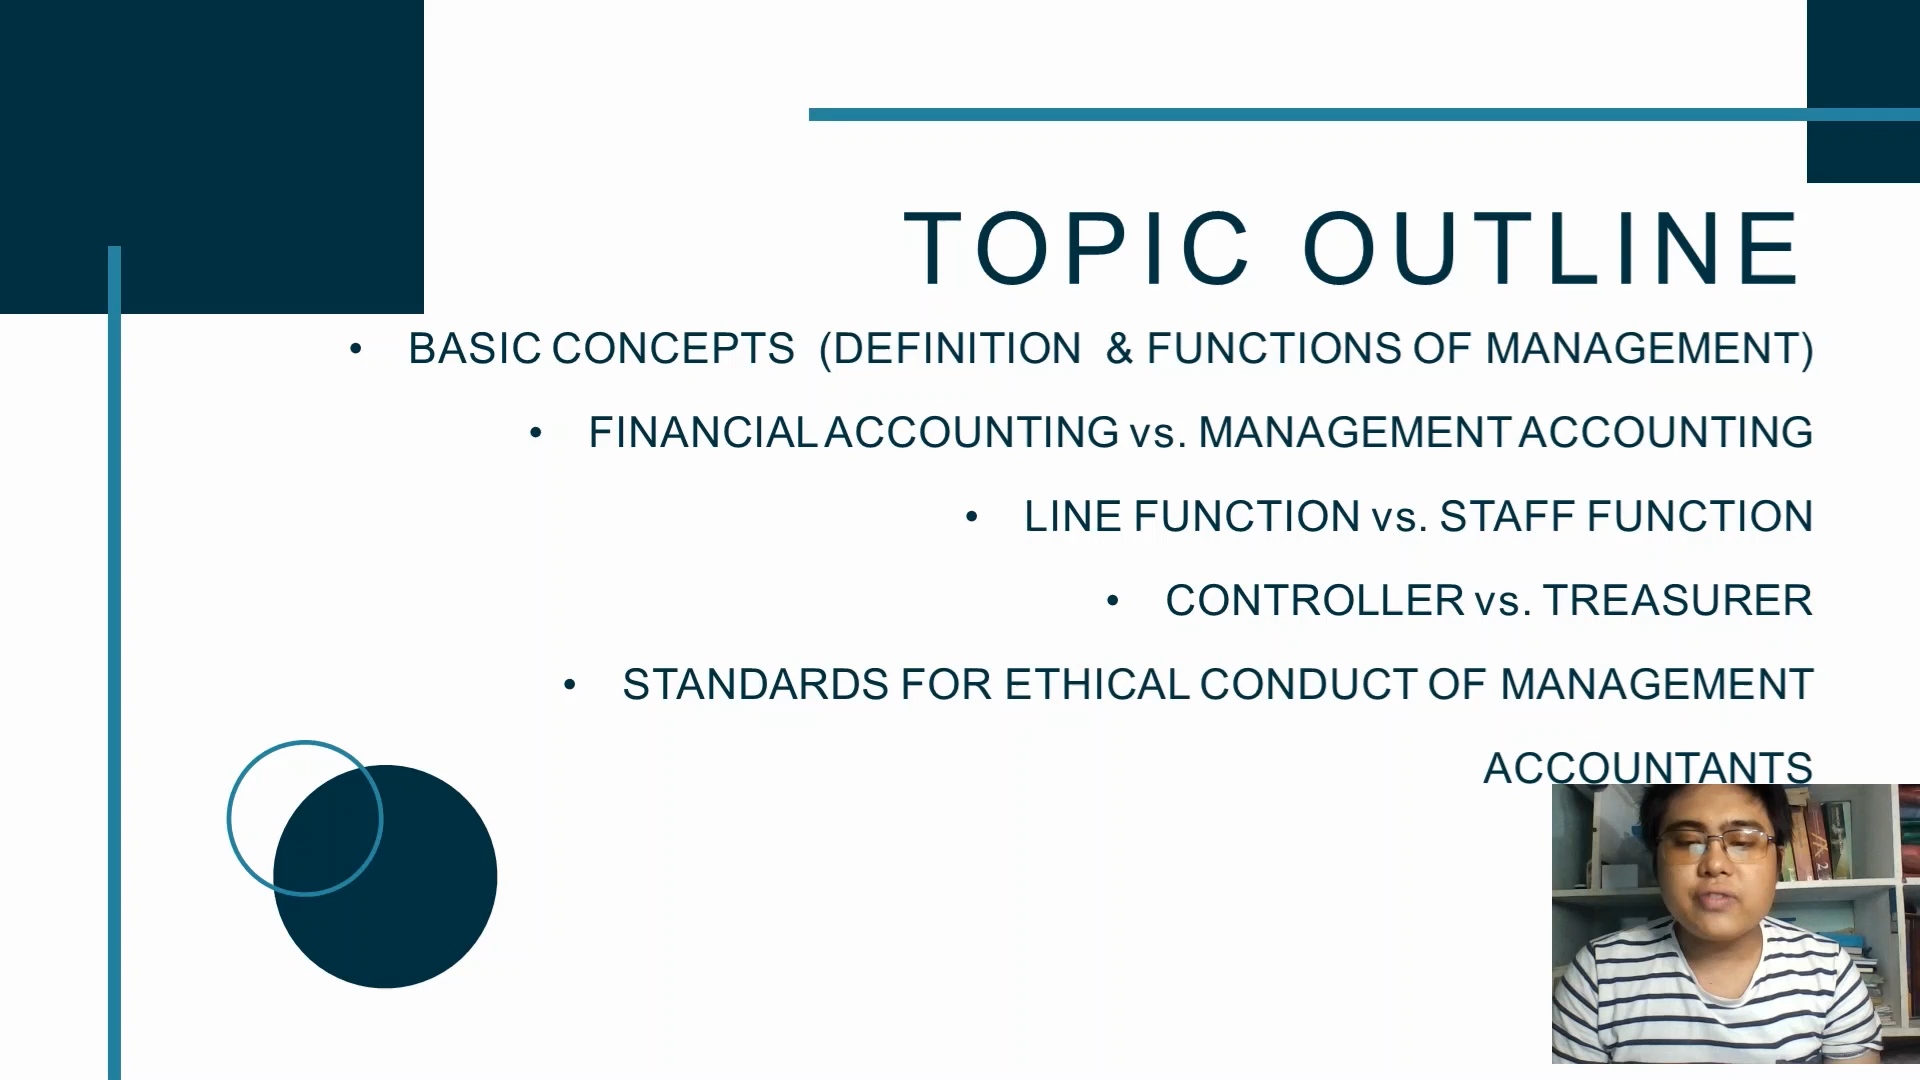 TOPIC OUTLINE
• BASIC CONCEPTS (DEFINITION & FUNCTIONS OF MANAGEMENT)
• FINANCIAL ACCOUNTING vs. MANAGEMENT ACCOUNTING
• LINE FUNCTION vs. STAFF FUNCTION
• CONTROLLER vs. TREASURER
• STANDARDS FOR ETHICAL CONDUCT OF MANAGEMENT
ACCOUNTANTS